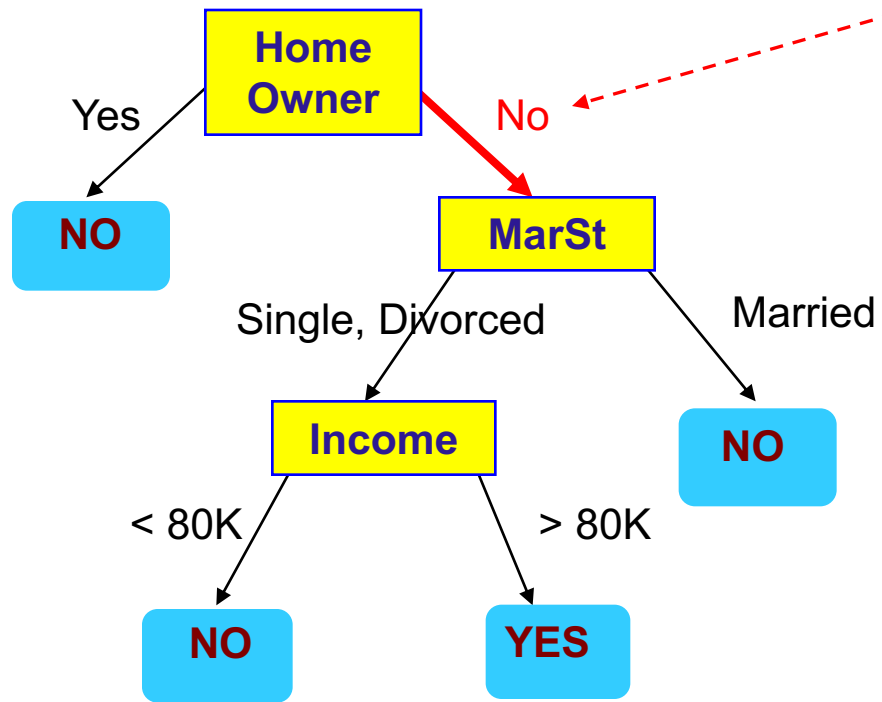 Home
Owner
Yes
No
NO
MarSt
Single, Divorced
Married
Income
NO
< 80K
> 80K
NO
YES